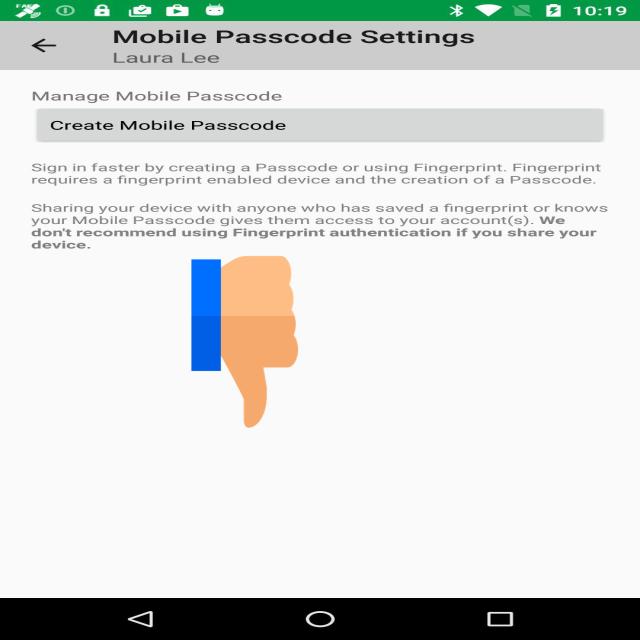 10:19
Mobile Passcode Settings
Laura Lee
Manage Mobile Passcode
Create Mobile Passcode
Sign in faster by creating a Passcode or using Fingerprint. Fingerprint
requires a fingerprint enabled device and the creation of a Passcode.
Sharing your device with anyone who has saved a fingerprint or knows
your Mobile Passcode gives them access to your account(s). We
don't recommend using Fingerprint authentication if you share your
device.